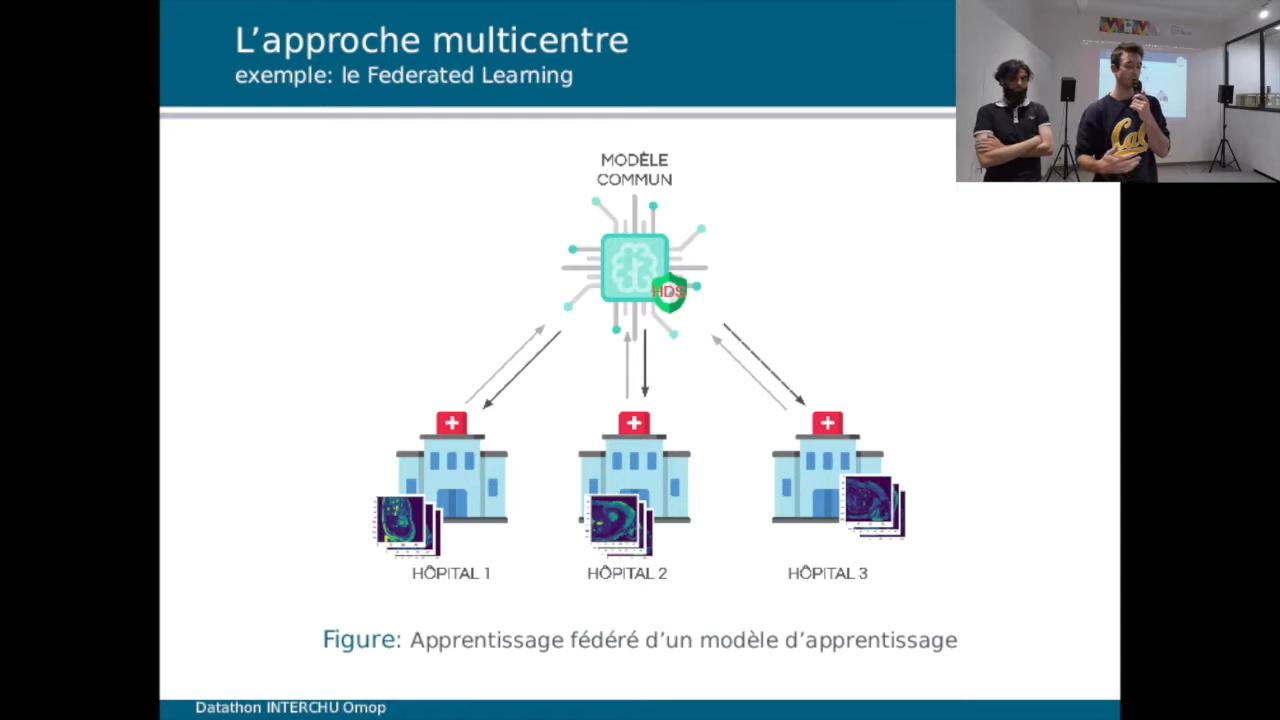 L'approche multicentre
exemple: le Federated Learning
MODÈLE
COMMUN
HDS
HÔPITAL 1
HÔPITAL 2
HÔPITAL 3
Figure: Apprentissage fédéré d'un modèle d'apprentissage
Datathon INTERCHU Omop